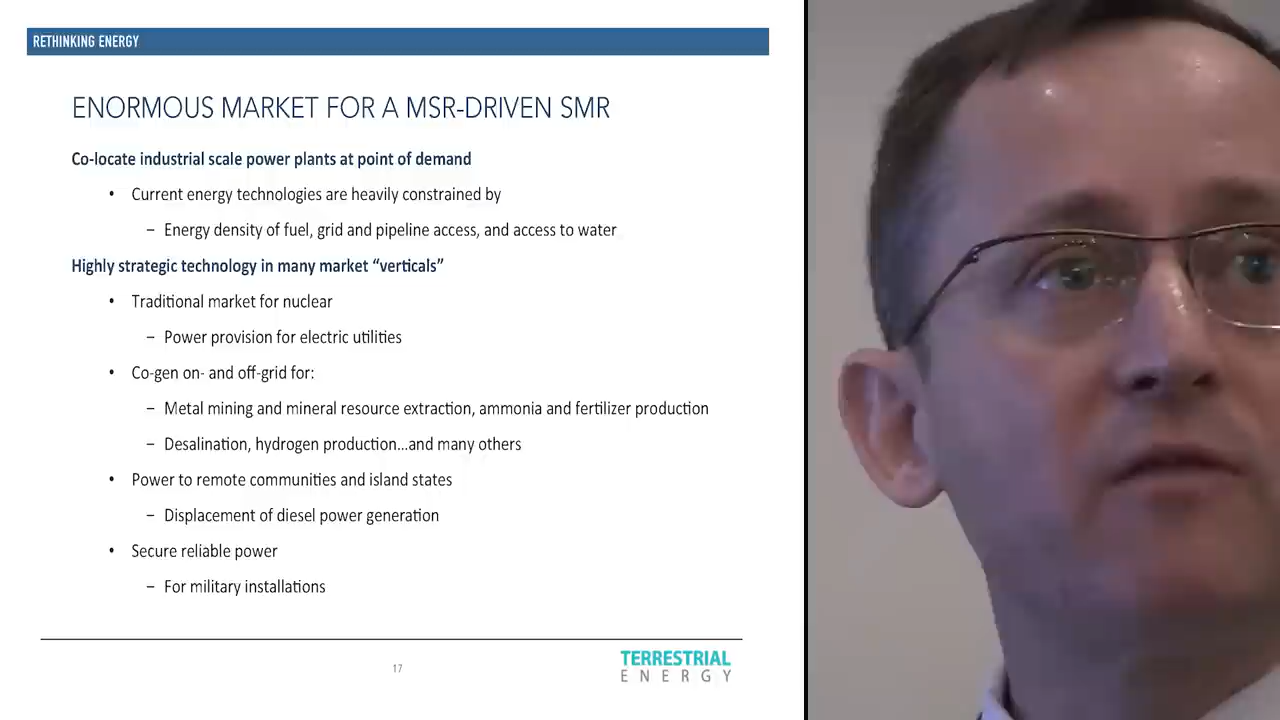 RETHINKING ENERGY
ENORMOUS MARKET FOR A MSR-DRIVEN SMR
Co-locate industrial scale power plants at point of demand
• Current energy technologies are heavily constrained by
– Energy density of fuel, grid and pipeline access, and access to water
Highly strategic technology in many market “verticals”
• Traditional market for nuclear
– Power provision for electric utilities
• Co-gen on- and off-grid for:
– Metal mining and mineral resource extraction, ammonia and fertilizer production
– Desalination, hydrogen production…and many others
• Power to remote communities and island states
– Displacement of diesel power generation
• Secure reliable power
– For military installations
17
TERRESTRIAL
ENERGY